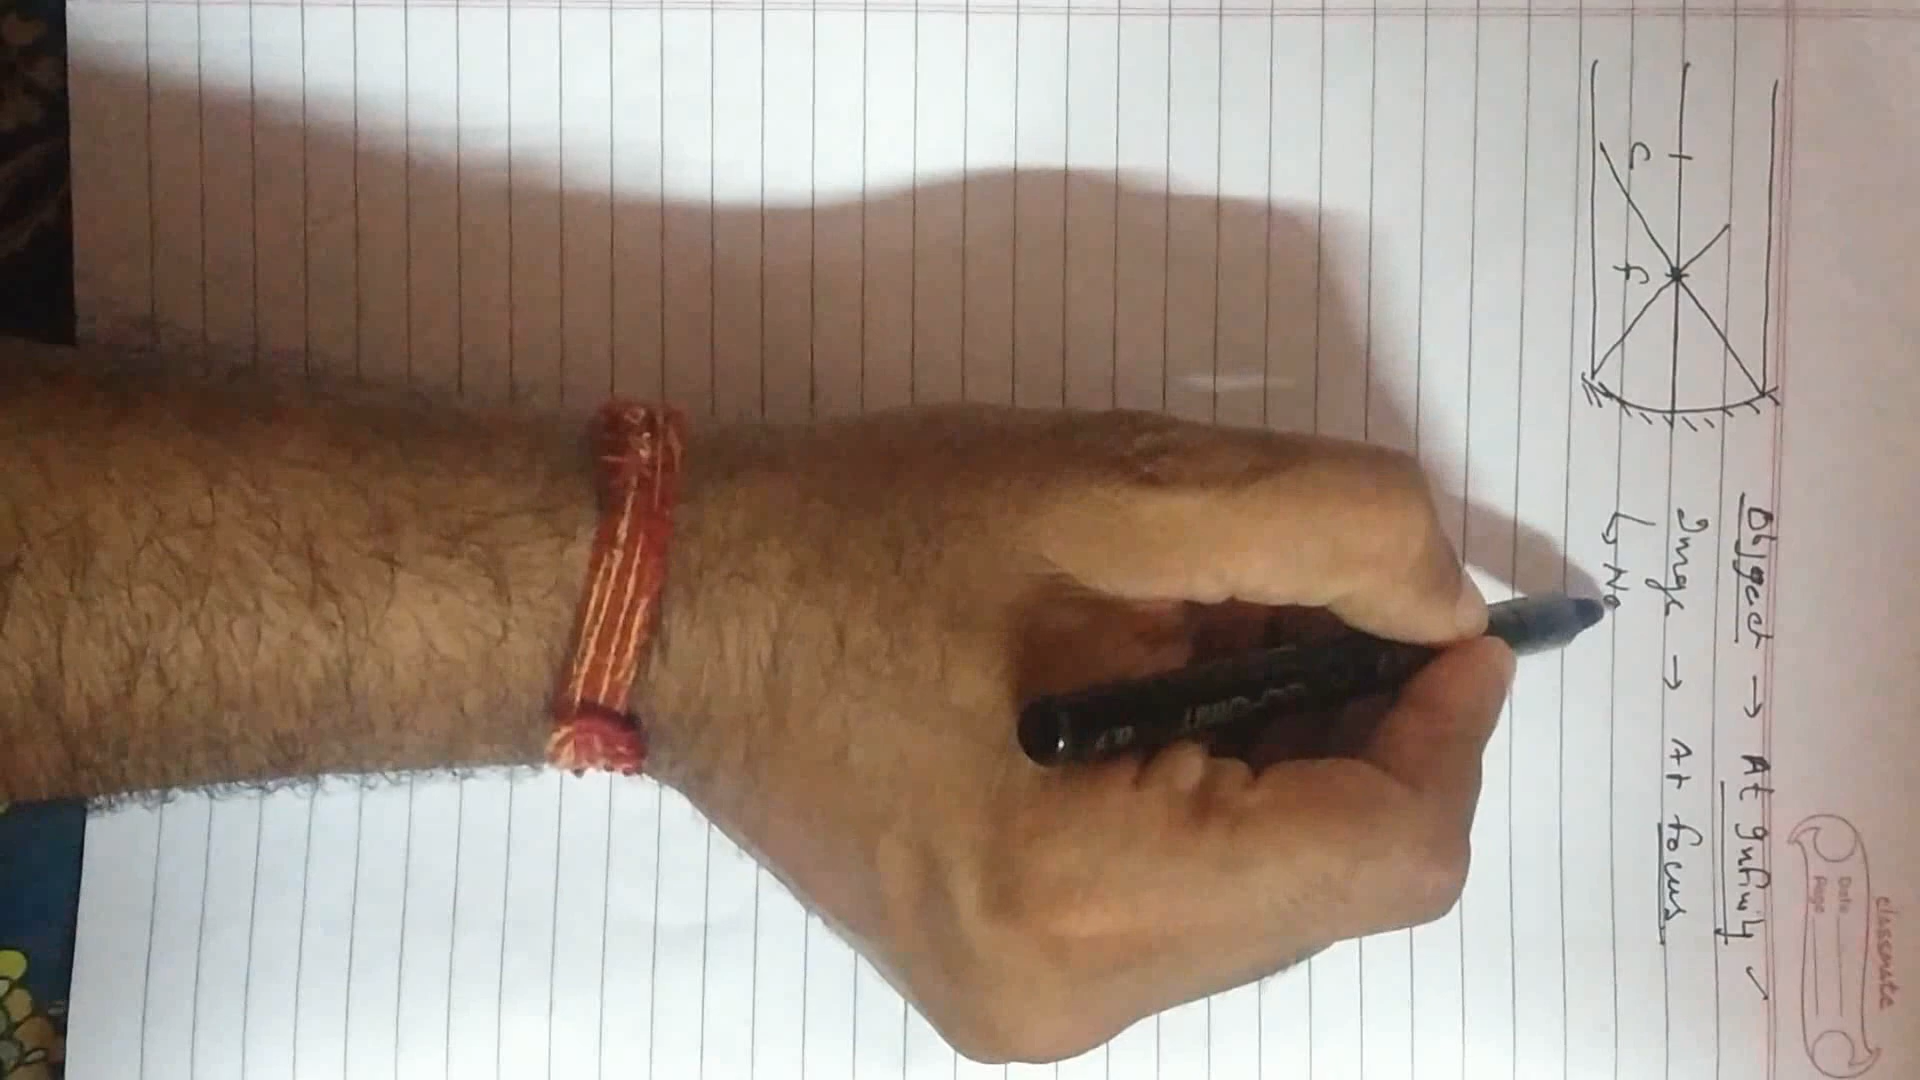 classmate
Date
Page
Object → At Infinity ✓
Image → At focus
↳ No
C
f